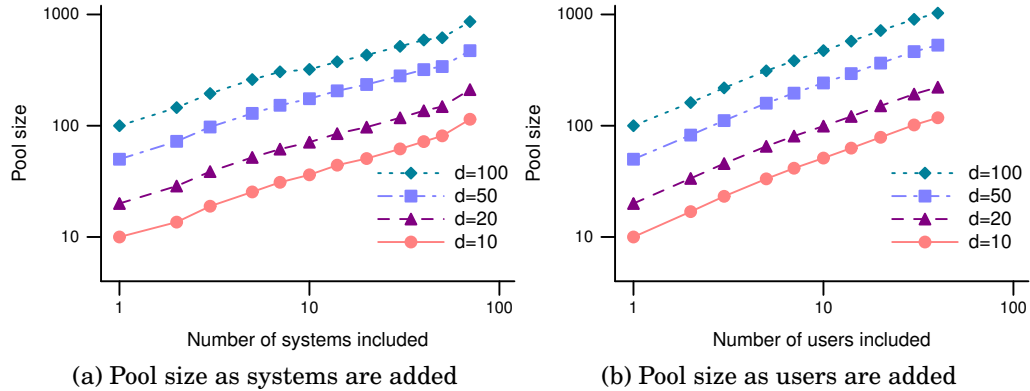 1000
100
10
Pool size
d=100
d=50
d=20
d=10
1
10
100
Number of systems included
(a) Pool size as systems are added
1000
100
10
Pool size
d=100
d=50
d=20
d=10
1
10
100
Number of users included
(b) Pool size as users are added